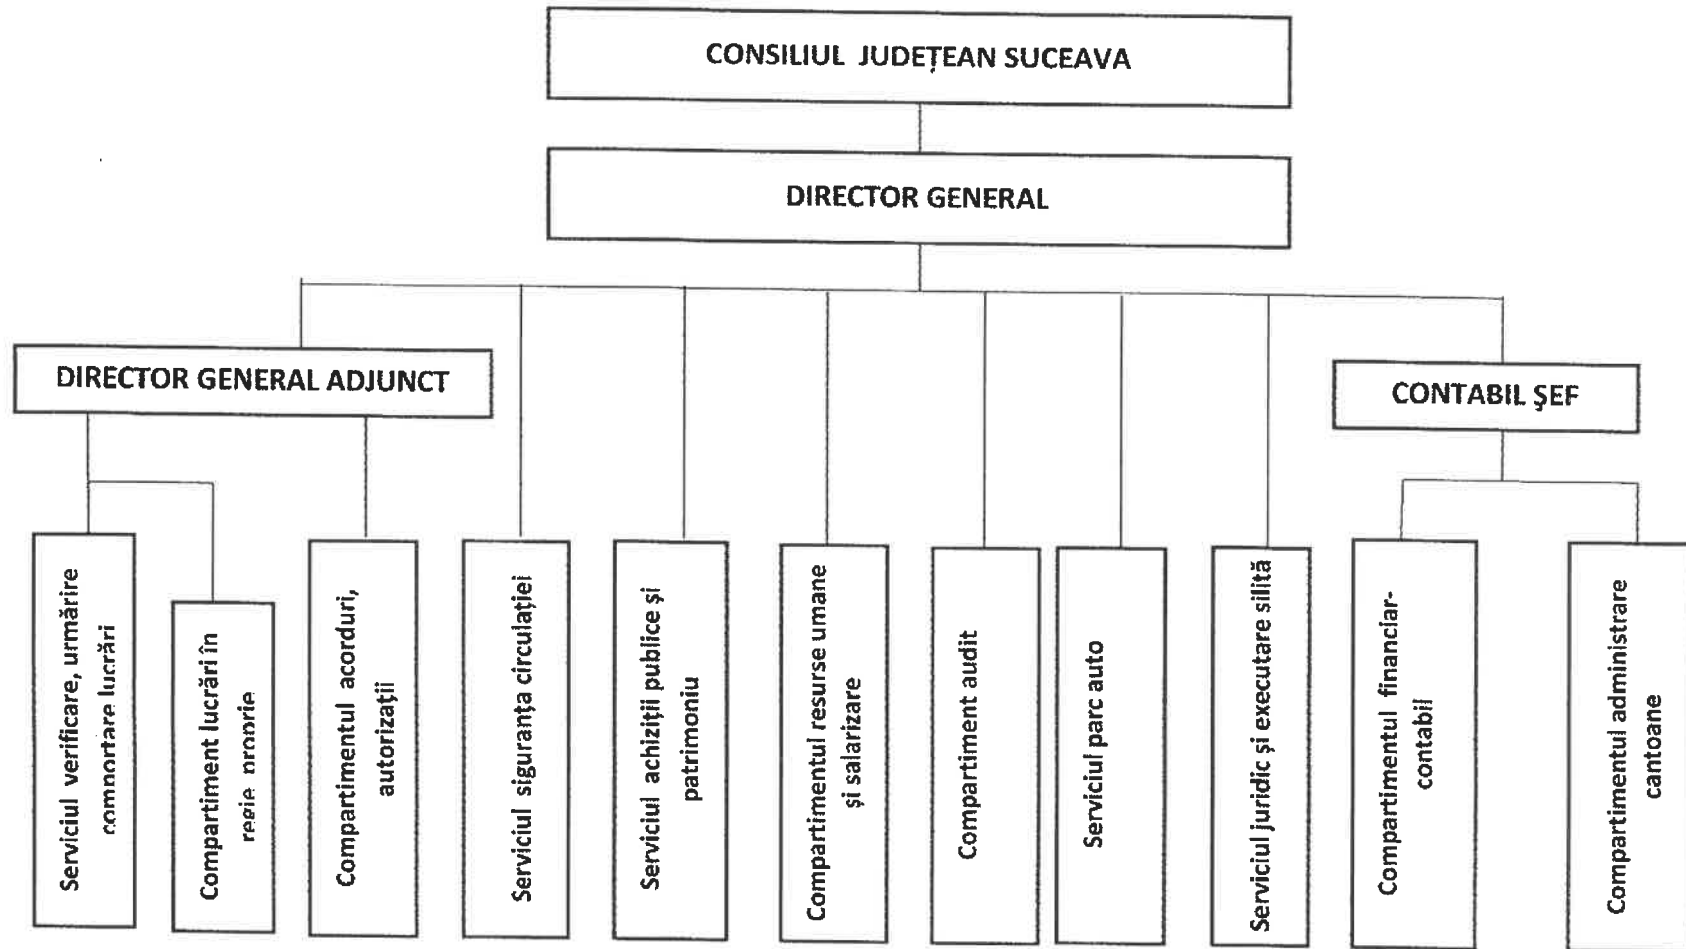 CONSILIUL JUDEȚEAN SUCEAVA
DIRECTOR GENERAL
DIRECTOR GENERAL ADJUNCT
CONTABIL ŞEF
Serviciul verificare, urmărire
comportare lucrări
Compartiment lucrări în
regie proprie
Compartimentul acorduri,
autorizații
Serviciul siguranța circulației
Serviciul achiziții publice și
patrimoniu
Compartimentul resurse umane
și salarizare
Compartiment audit
Serviciul parc auto
Serviciul juridic și executare silită
Compartimentul financiar-
contabil
Compartimentul administrare
cantoane